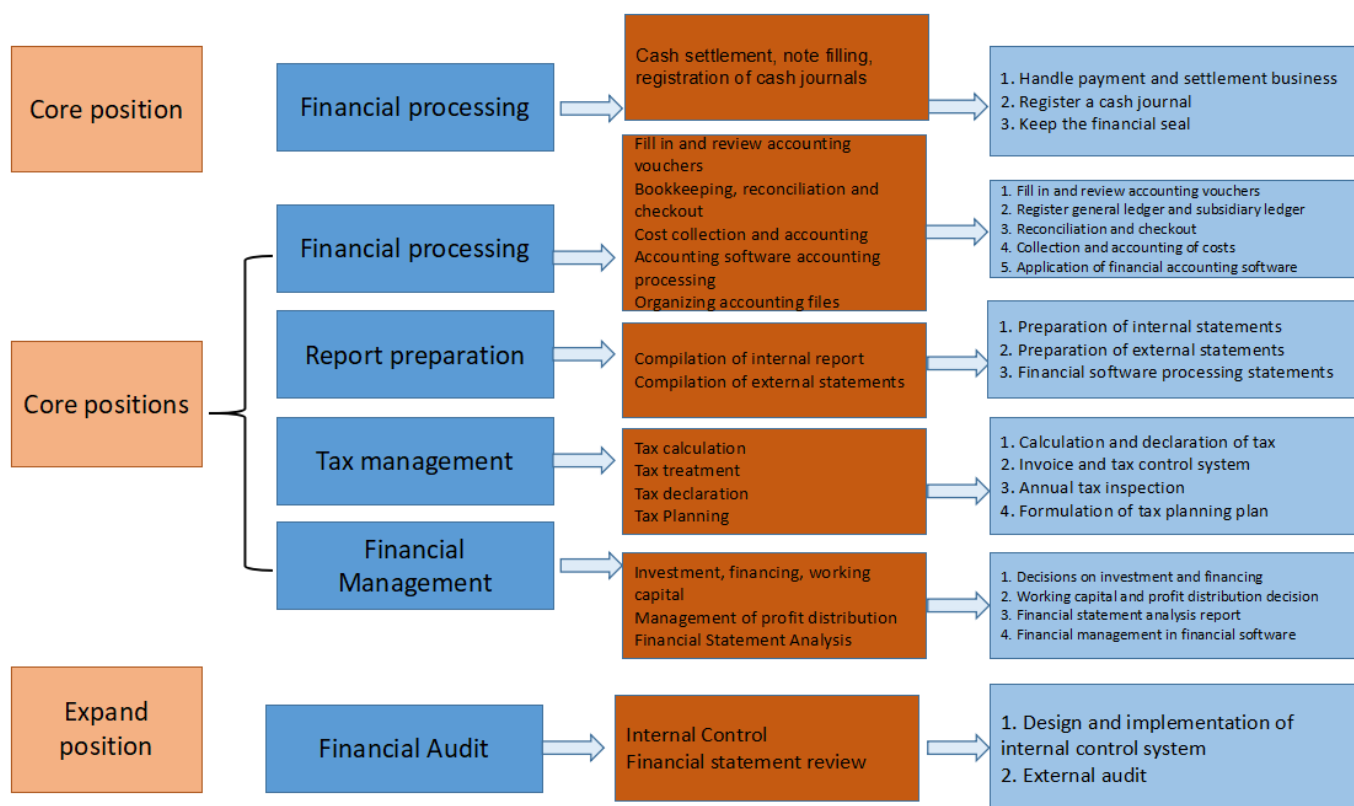 Core position
Financial processing
Cash settlement, note filling,
registration of cash journals
1. Handle payment and settlement business
2. Register a cash journal
3. Keep the financial seal
Core positions
Financial processing
Fill in and review accounting
vouchers
Bookkeeping, reconciliation and
checkout
Cost collection and accounting
Accounting software accounting
processing
Organizing accounting files
1. Fill in and review accounting vouchers
2. Register general ledger and subsidiary ledger
3. Reconciliation and checkout
4. Collection and accounting of costs
5. Application of financial accounting software
Report preparation
Compilation of internal report
Compilation of external statements
1. Preparation of internal statements
2. Preparation of external statements
3. Financial software processing statements
Tax management
Tax calculation
Tax treatment
Tax declaration
Tax Planning
1. Calculation and declaration of tax
2. Invoice and tax control system
3. Annual tax inspection
4. Formulation of tax planning plan
Financial
Management
Investment, financing, working
capital
Management of profit distribution
Financial Statement Analysis
1. Decisions on investment and financing
2. Working capital and profit distribution decision
3. Financial statement analysis report
4. Financial management in financial software
Expand
position
Financial Audit
Internal Control
Financial statement review
1. Design and implementation of
internal control system
2. External audit